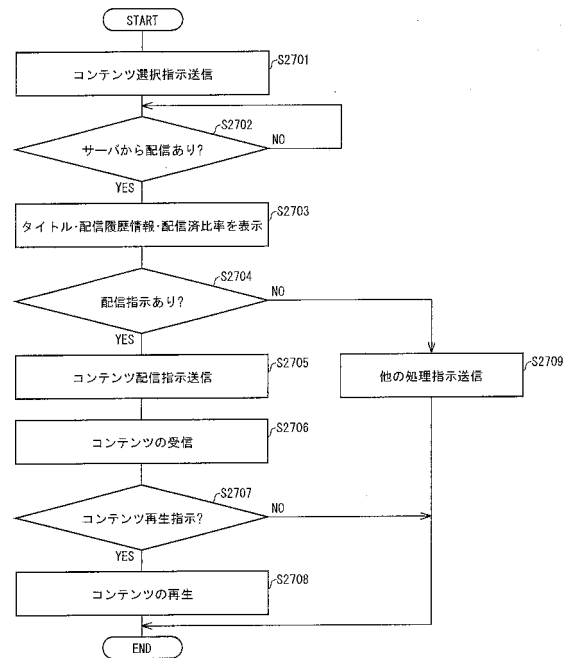 START
コンテンツ選択指示送信
S2701
S2702
サーバから配信あり?
NO
YES
タイトル・配信履歴情報・配信済比率を表示
S2703
S2704
配信指示あり?
NO
YES
コンテンツ配信指示送信
S2705
他の処理指示送信
S2709
コンテンツの受信
S2706
S2707
コンテンツ再生指示?
NO
YES
コンテンツの再生
S2708
END